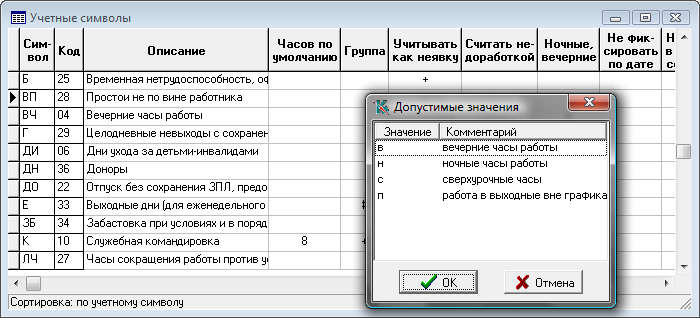 Учетные символы
Сим- вол Код Описание Часов по умолчанию Группа Учитывать как неявку Считать не- доработкой Ночные, вечерние Не фик- сировать по дате
Б 25 Временная нетрудоспособность, оф +
ВП 28 Простои не по вине работника
ВЧ 04 Вечерние часы работы
Г 29 Целодневные невыходы с сохранен
ДИ 06 Дни ухода за детьми-инвалидами
ДН 36 Доноры
ДО 22 Отпуск без сохранения ЗПЛ, предо
Е 33 Выходные дни (для еженедельного
ЗБ 34 Забастовка при условиях и в поряд
К 10 Служебная командировка 8
ЛЧ 27 Часы сокращения работы против ус
Сортировка: по учетному символу
Допустимые значения
Значение Комментарий
в вечерние часы работы
н ночные часы работы
с сверхурочные часы
п работа в выходные вне графика
OK Отмена